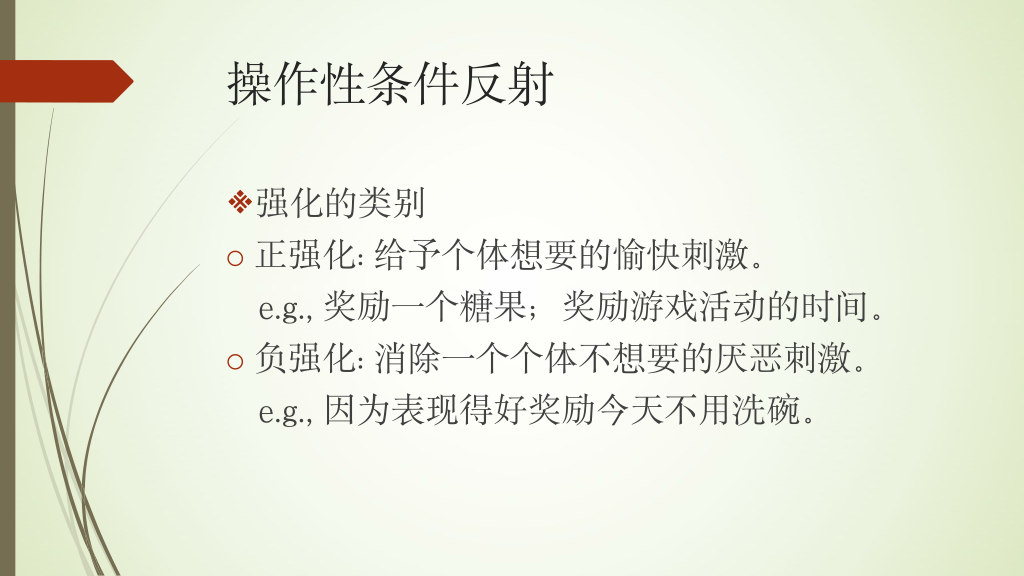 操作性条件反射
❖强化的类别
o 正强化: 给予个体想要的愉快刺激。
e.g., 奖励一个糖果； 奖励游戏活动的时间。
o 负强化: 消除一个个体不想要的厌恶刺激。
e.g., 因为表现得好奖励今天不用洗碗。